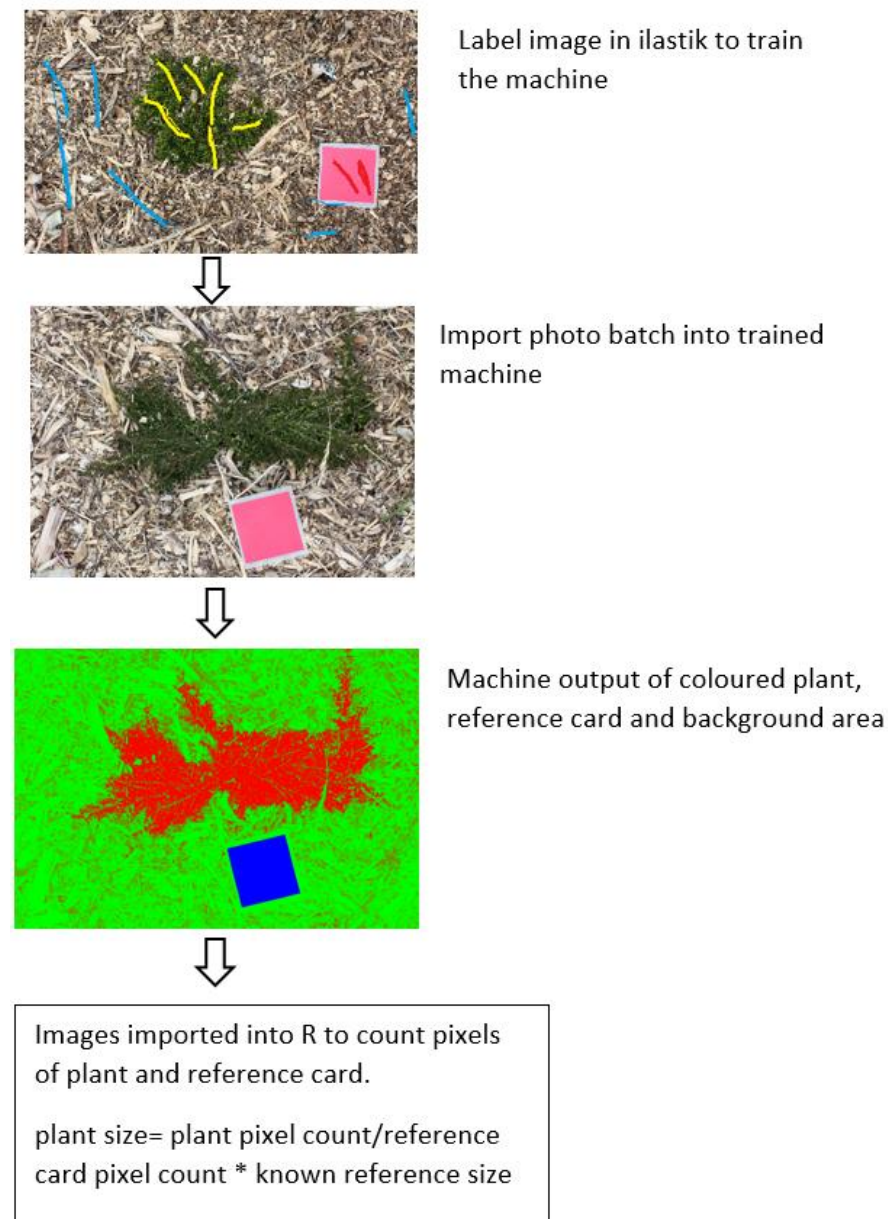 Label image in ilastik to train
the machine
Import photo batch into trained
machine
Machine output of coloured plant,
reference card and background area
Images imported into R to count pixels
of plant and reference card.
plant size= plant pixel count/reference
card pixel count * known reference size